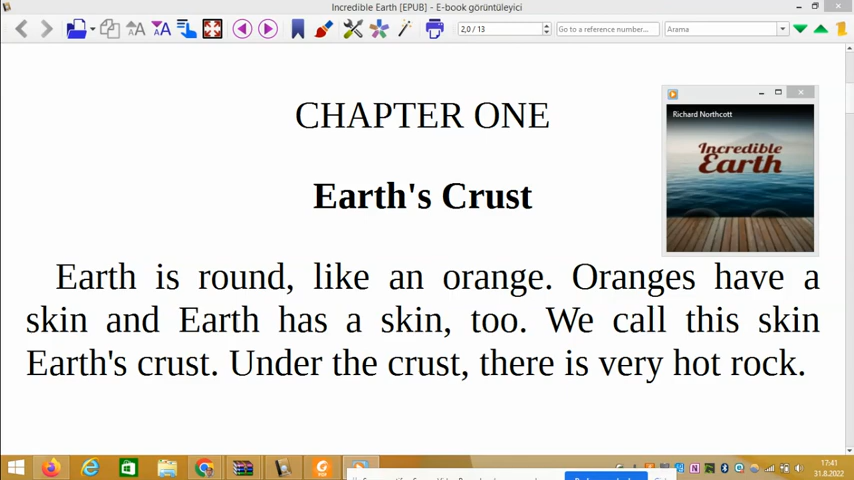 Incredible Earth [EPUB] - E-book görüntüleyici
2,0 / 13
Go to a reference number...
Arama
CHAPTER ONE
Richard Northcott
Incredible
Earth
Earth's Crust
Earth is round, like an orange. Oranges have a
skin and Earth has a skin, too. We call this skin
Earth's crust. Under the crust, there is very hot rock.
17:41
31.8.2022